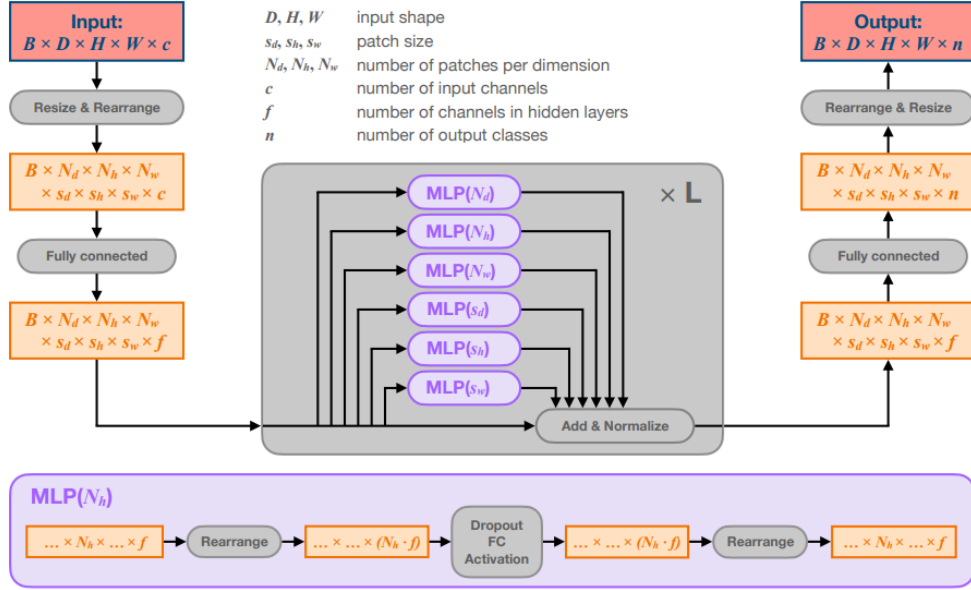 Input:
B × D × H × W × c
Resize & Rearrange
B × N_d × N_h × N_w
× s_d × s_h × s_w × c
Fully connected
B × N_d × N_h × N_w
× s_d × s_h × s_w × f
D, H, W input shape
s_d, s_h, s_w patch size
N_d, N_h, N_w number of patches per dimension
c number of input channels
f number of channels in hidden layers
n number of output classes
× L
MLP(N_d)
MLP(N_h)
MLP(N_w)
MLP(s_d)
MLP(s_h)
MLP(s_w)
Add & Normalize
Output:
B × D × H × W × n
Rearrange & Resize
B × N_d × N_h × N_w
× s_d × s_h × s_w × n
Fully connected
B × N_d × N_h × N_w
× s_d × s_h × s_w × f
MLP(N_h)
… × N_h × … × f
Rearrange
… × … × (N_h · f)
Dropout
FC
Activation
… × … × (N_h · f)
Rearrange
… × N_h × … × f